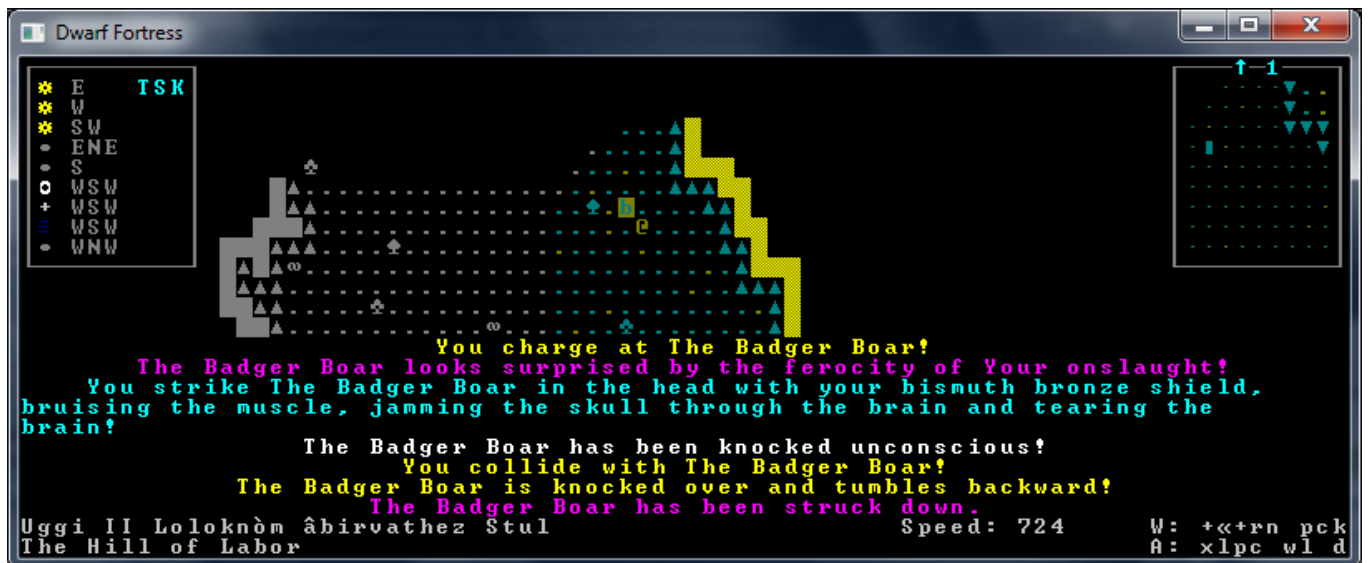 Dwarf Fortress
E TSK
W
SW
ENE
S
WSW
WSW
WSW
WNW
1
You charge at The Badger Boar!
The Badger Boar looks surprised by the ferocity of Your onslaught!
You strike The Badger Boar in the head with your bismuth bronze shield,
bruising the muscle, jamming the skull through the brain and tearing the
brain!
The Badger Boar has been knocked unconscious!
You collide with The Badger Boar!
The Badger Boar is knocked over and tumbles backward!
The Badger Boar has been struck down.
Uggi II Loloknòm âbirvathez Stul Speed: 724 W: +«+rn pck
The Hill of Labor A: xlpc wl d